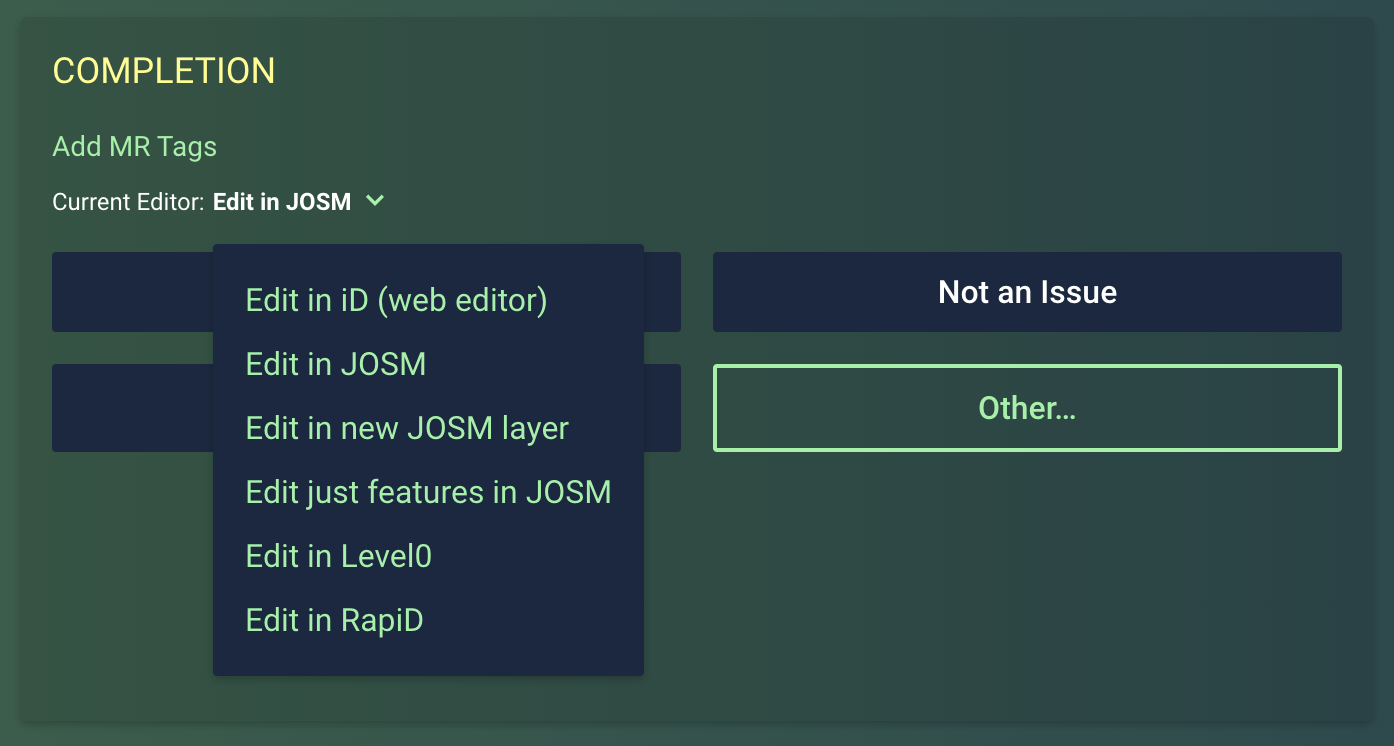 COMPLETION
Add MR Tags
Current Editor: Edit in JOSM
Edit in iD (web editor)
Edit in JOSM
Edit in new JOSM layer
Edit just features in JOSM
Edit in Level0
Edit in RapiD
Not an Issue
Other...